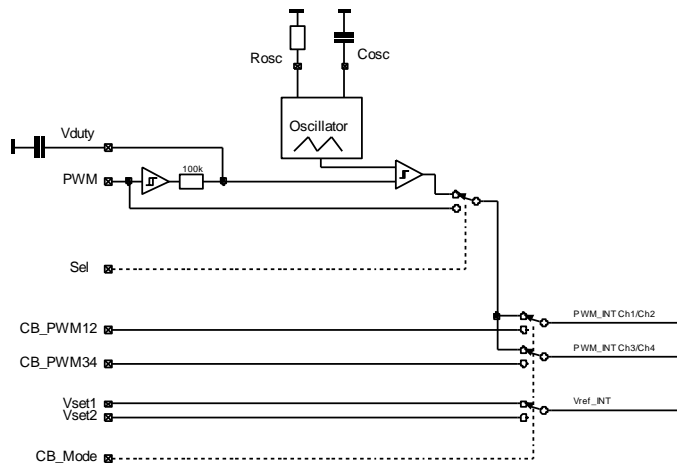 Rosc
Cosc
Oscillator
Vduty
100k
PWM
Sel
CB_PWM12
PWM_INT Ch1/Ch2
CB_PWM34
PWM_INT Ch3/Ch4
Vset1
Vset2
Vref_INT
CB_Mode